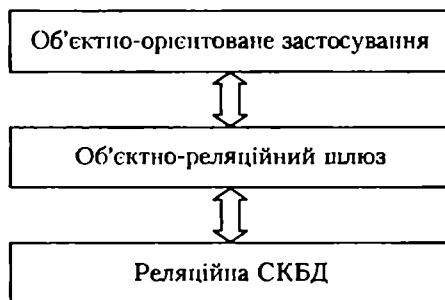 Об'єктно-орієнтоване застосування
Об'єктно-реляційний шлюз
Реляційна СКБД